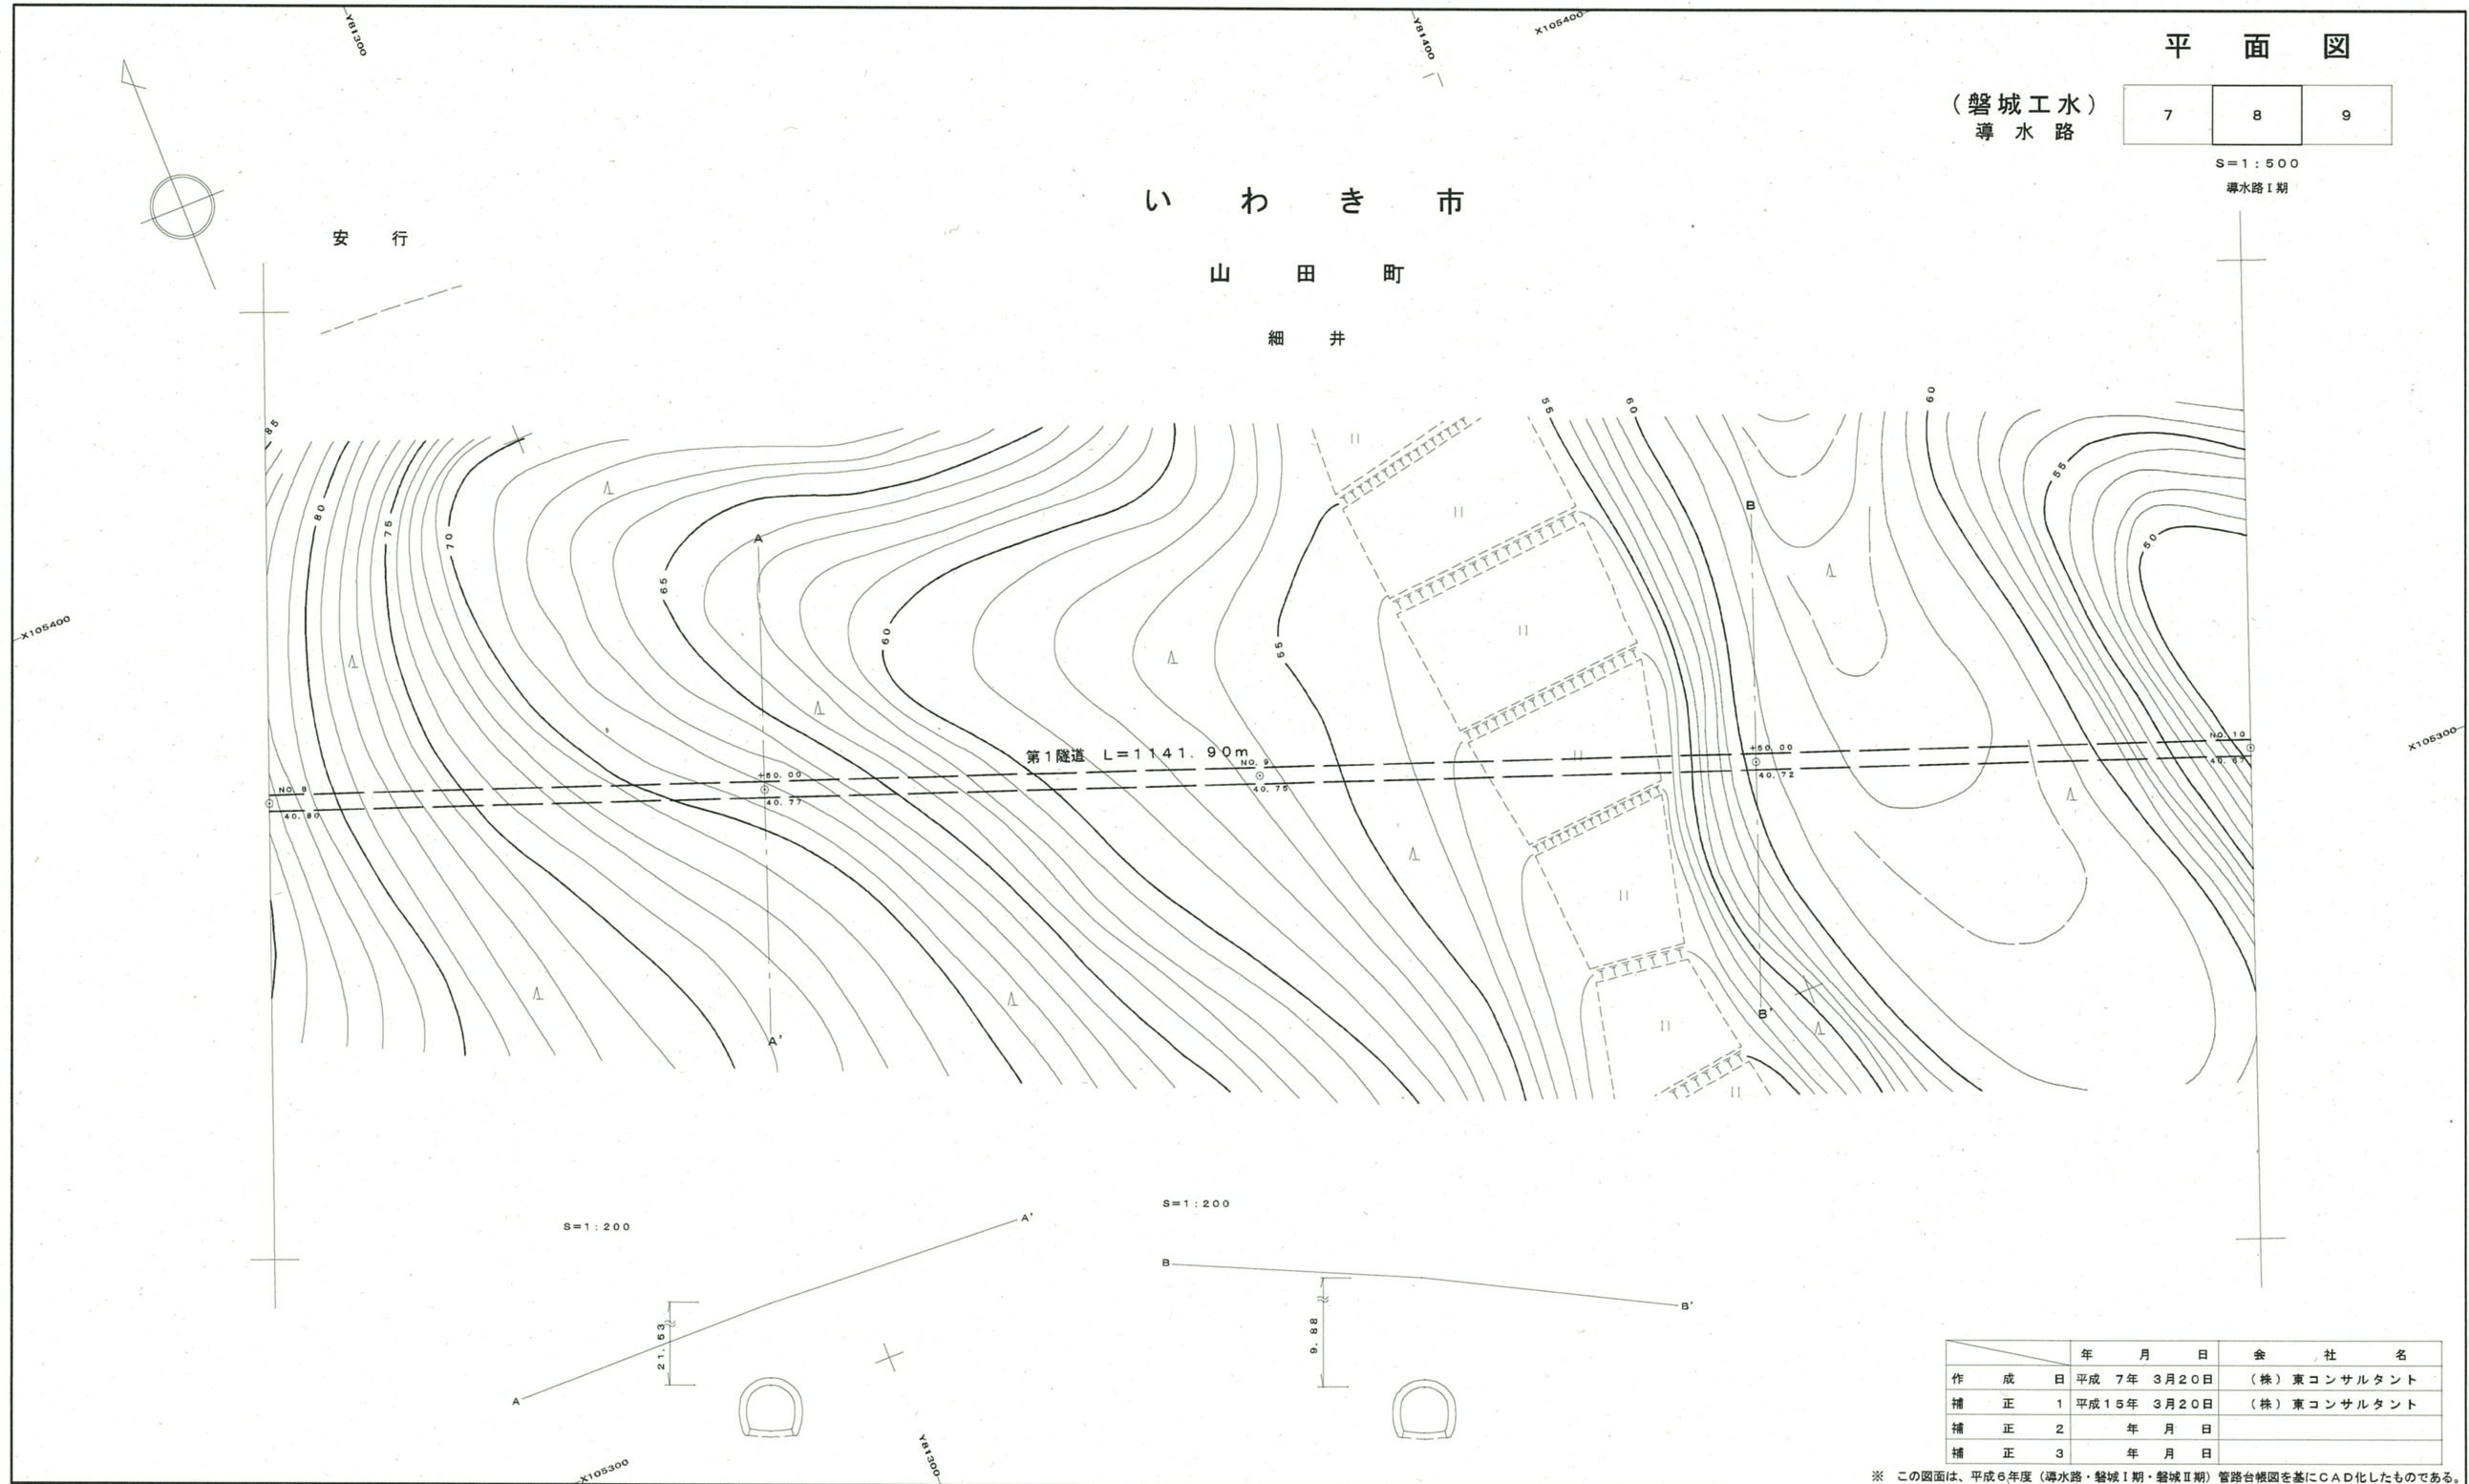 Y81300
Y81400
X105400
平 面 図
(磐城工水)
導 水 路
7 8 9
S=1:500
導水路Ⅰ期
い わ き 市
山 田 町
細 井
安 行
85
80
75
70
65
60
55
55
60
60
55
50
A
B
X105400
X105300
第1隧道 L=1141.90m
NO.8
40.80
+50.00
40.77
NO.9
40.75
+50.00
40.72
NO.10
40.67
A'
B'
S=1:200
A
A'
21.53
S=1:200
B
B'
9.88
X105300
Y81300
年 月 日 会 社 名
作 成 日 平成 7年 3月20日 (株)東コンサルタント
補 正 1 平成15年 3月20日 (株)東コンサルタント
補 正 2 年 月 日
補 正 3 年 月 日
※ この図面は、平成6年度(導水路・磐城Ⅰ期・磐城Ⅱ期)管路台帳図を基にCAD化したものである。